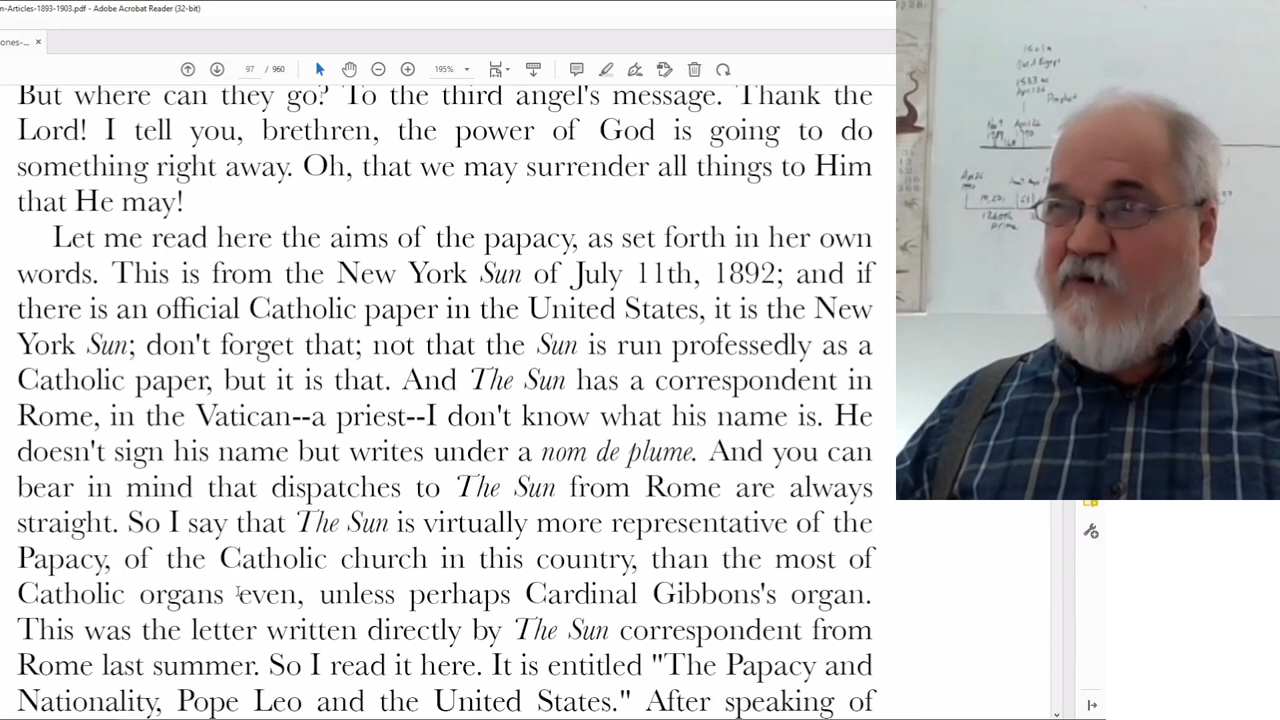 n-Articles-1893-1903.pdf - Adobe Acrobat Reader (32-bit)
ones-... ×
97 / 960
195%
But where can they go? To the third angel's message. Thank the
Lord! I tell you, brethren, the power of God is going to do
something right away. Oh, that we may surrender all things to Him
that He may!
Let me read here the aims of the papacy, as set forth in her own
words. This is from the New York Sun of July 11th, 1892; and if
there is an official Catholic paper in the United States, it is the New
York Sun; don't forget that; not that the Sun is run professedly as a
Catholic paper, but it is that. And The Sun has a correspondent in
Rome, in the Vatican--a priest--I don't know what his name is. He
doesn't sign his name but writes under a nom de plume. And you can
bear in mind that dispatches to The Sun from Rome are always
straight. So I say that The Sun is virtually more representative of the
Papacy, of the Catholic church in this country, than the most of
Catholic organs even, unless perhaps Cardinal Gibbons's organ.
This was the letter written directly by The Sun correspondent from
Rome last summer. So I read it here. It is entitled "The Papacy and
Nationality, Pope Leo and the United States." After speaking of